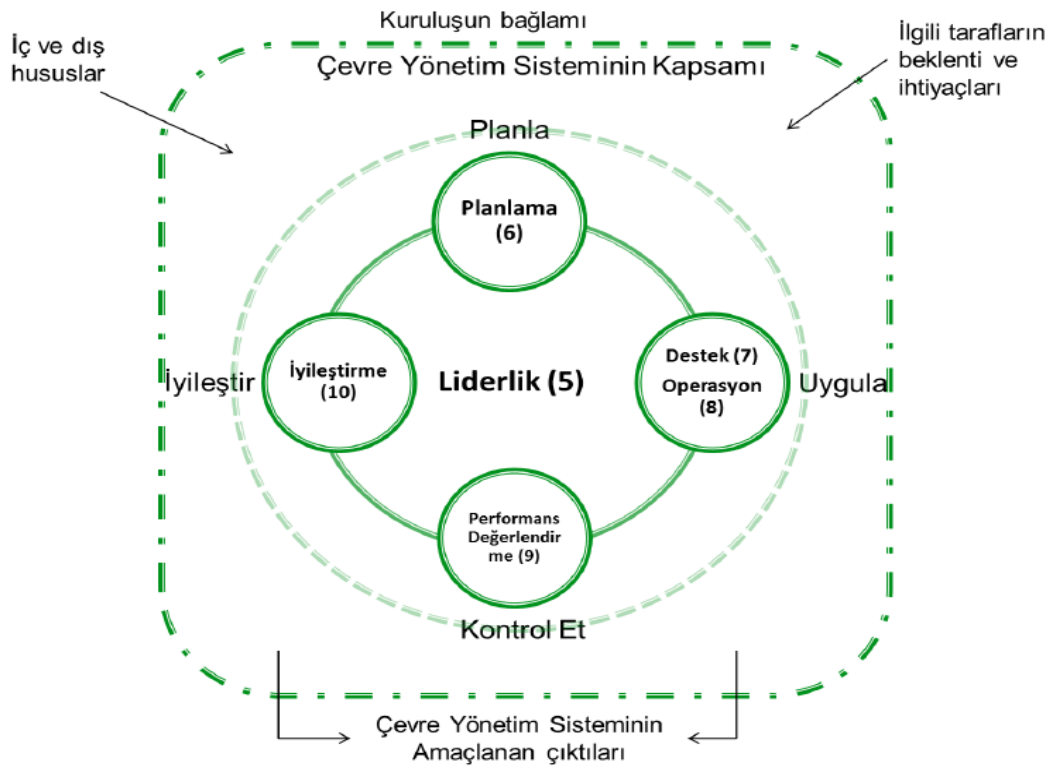 Kuruluşun bağlamı
İç ve dış
hususlar
İlgili tarafların
beklenti ve
ihtiyaçları
Çevre Yönetim Sisteminin Kapsamı
Planla
Planlama
(6)
İyileştir
İyileştirme
(10)
Liderlik (5)
Destek (7)
Operasyon
(8)
Uygula
Performans
Değerlendir
me (9)
Kontrol Et
Çevre Yönetim Sisteminin
Amaçlanan çıktıları